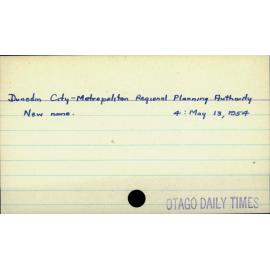 Dunedin City-Metropolitan Regional Planning Authority
New name. 4: May 13, 1954
OTAGO DAILY TIMES